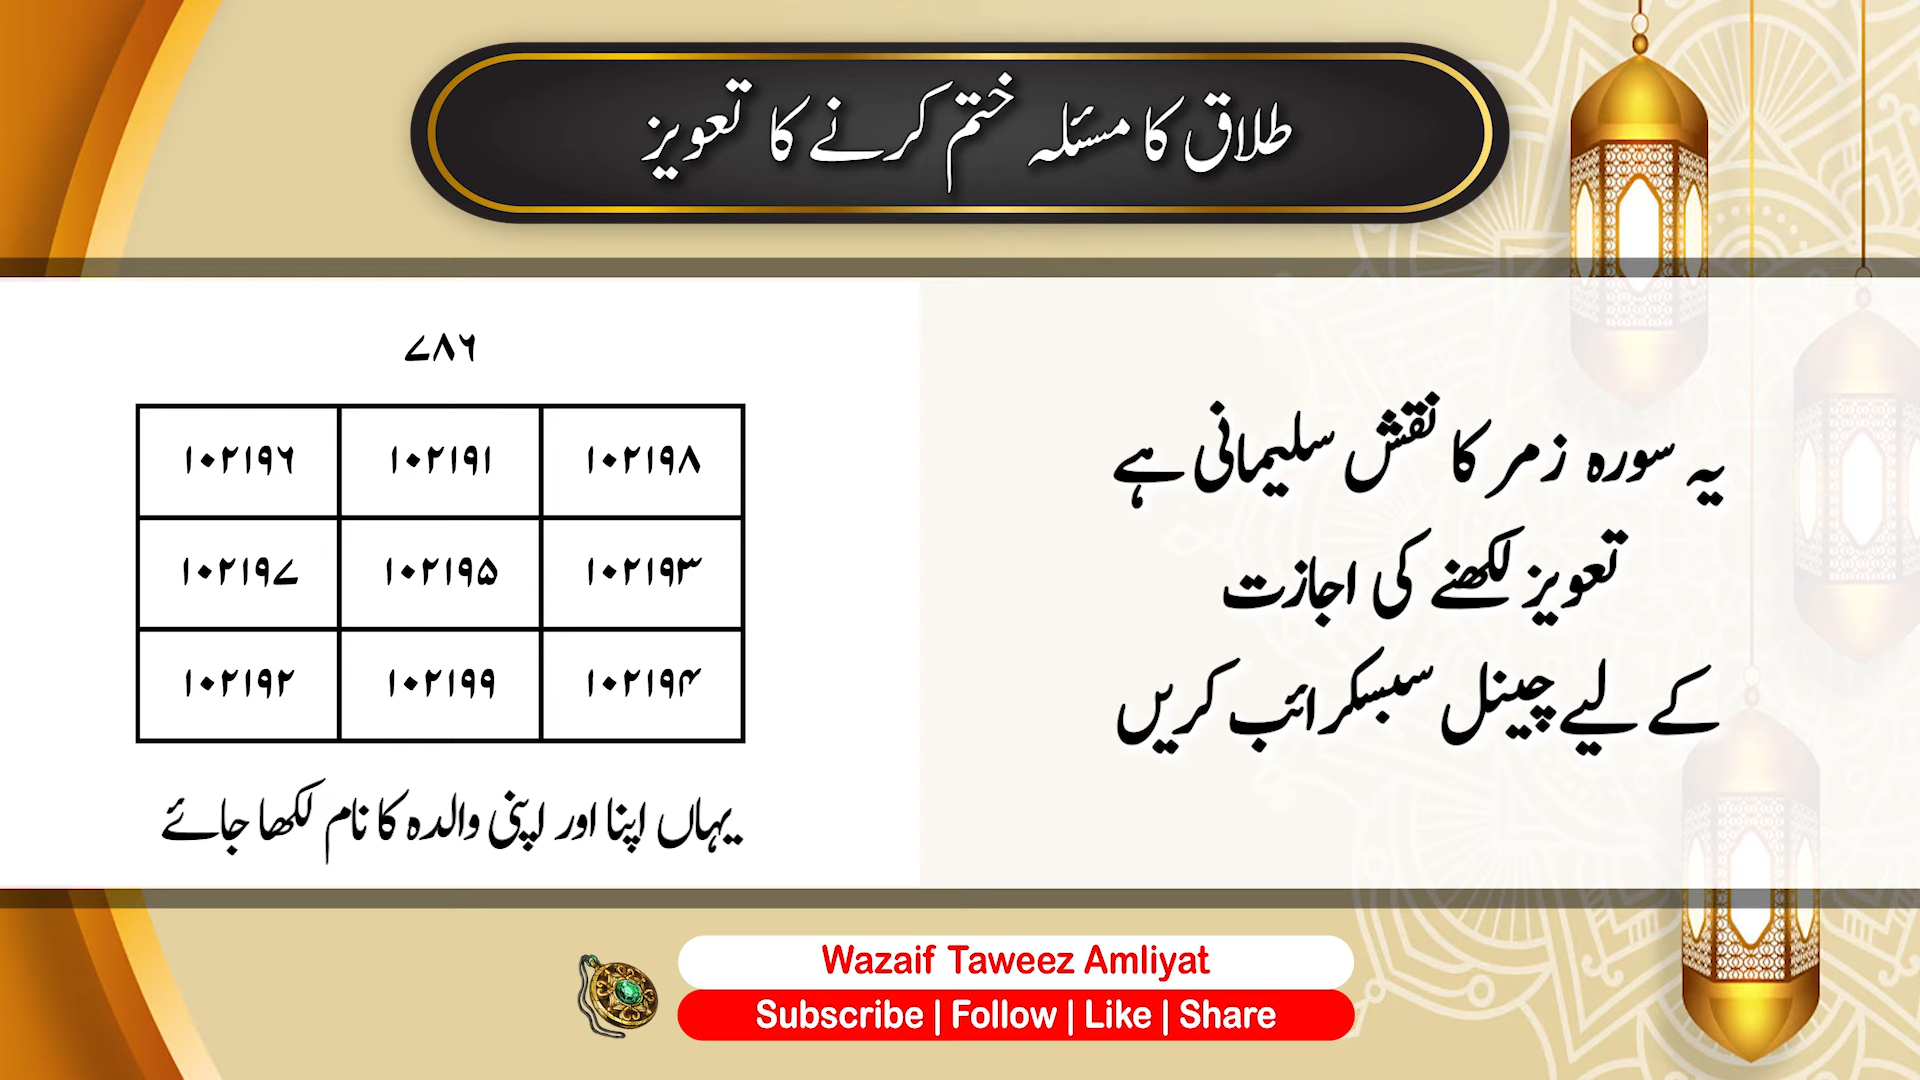 طلاق کا مسئلہ ختم کرنے کا تعویز
۷۸۶
۱۰۲۱۹۶ ۱۰۲۱۹۱ ۱۰۲۱۹۸
۱۰۲۱۹۷ ۱۰۲۱۹۵ ۱۰۲۱۹۳
۱۰۲۱۹۲ ۱۰۲۱۹۹ ۱۰۲۱۹۴
یہاں اپنا اور اپنی والدہ کا نام لکھا جائے
یہ سورہ زمر کا نقش سلیمانی ہے
تعویز لکھنے کی اجازت
کے لیے چینل سبسکرائب کریں
Wazaif Taweez Amliyat
Subscribe | Follow | Like | Share